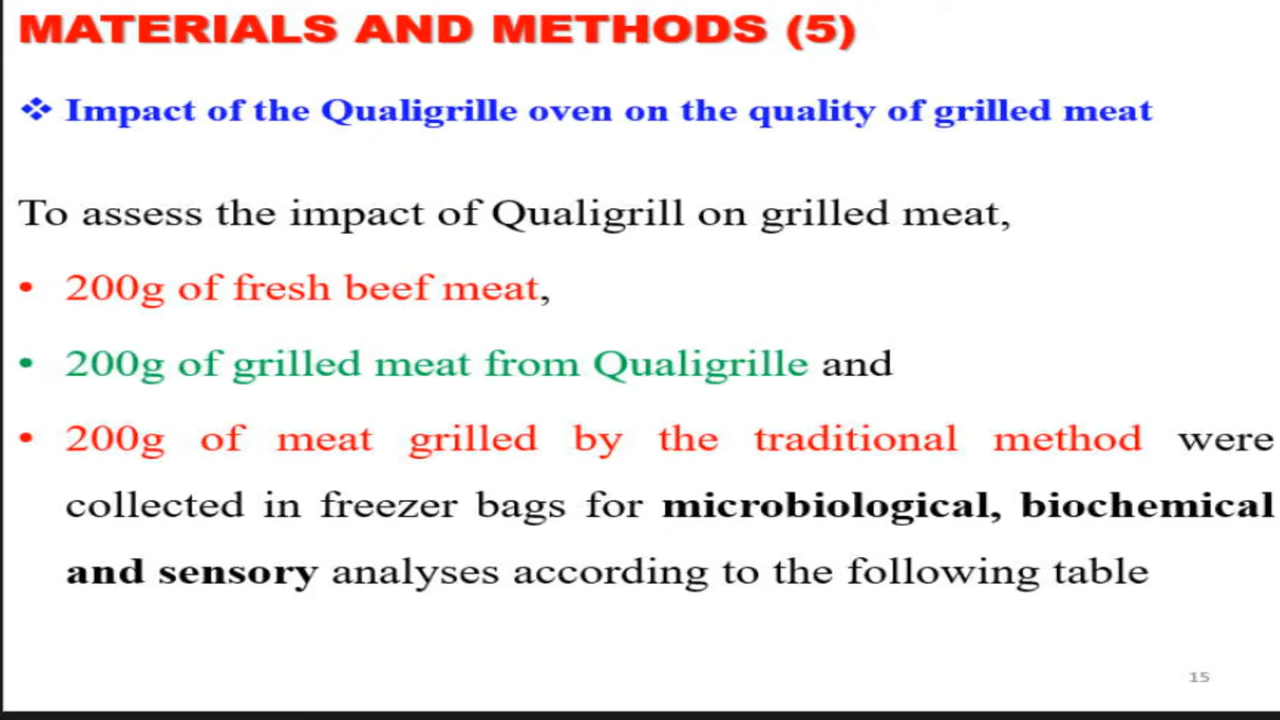 MATERIALS AND METHODS (5)
❖ Impact of the Qualigrille oven on the quality of grilled meat
To assess the impact of Qualigrill on grilled meat,
• 200g of fresh beef meat,
• 200g of grilled meat from Qualigrille and
• 200g of meat grilled by the traditional method were
collected in freezer bags for microbiological, biochemical
and sensory analyses according to the following table
15